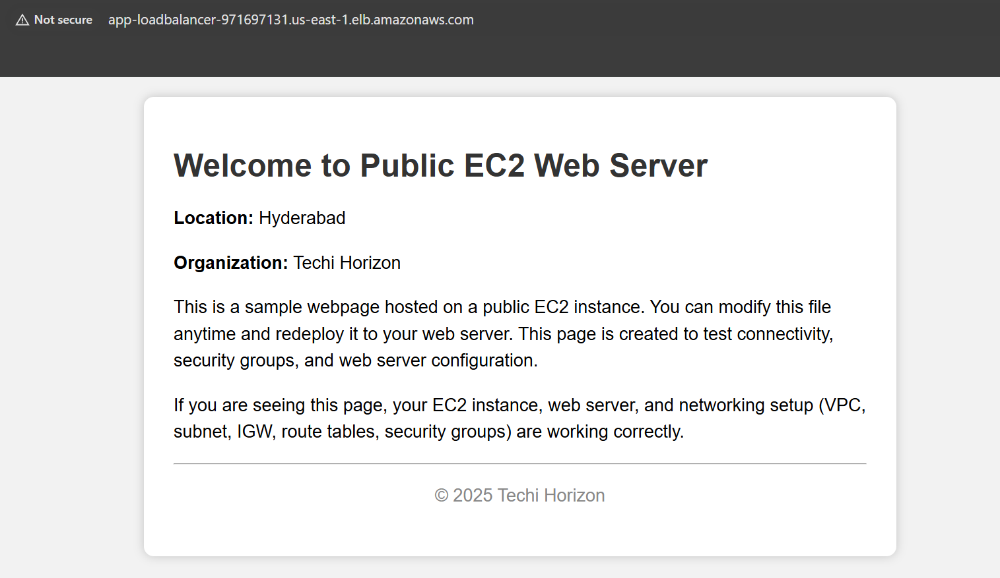 Not secure app-loadbalancer-971697131.us-east-1.elb.amazonaws.com
Welcome to Public EC2 Web Server
Location: Hyderabad
Organization: Techi Horizon
This is a sample webpage hosted on a public EC2 instance. You can modify this file
anytime and redeploy it to your web server. This page is created to test connectivity,
security groups, and web server configuration.
If you are seeing this page, your EC2 instance, web server, and networking setup (VPC,
subnet, IGW, route tables, security groups) are working correctly.
© 2025 Techi Horizon